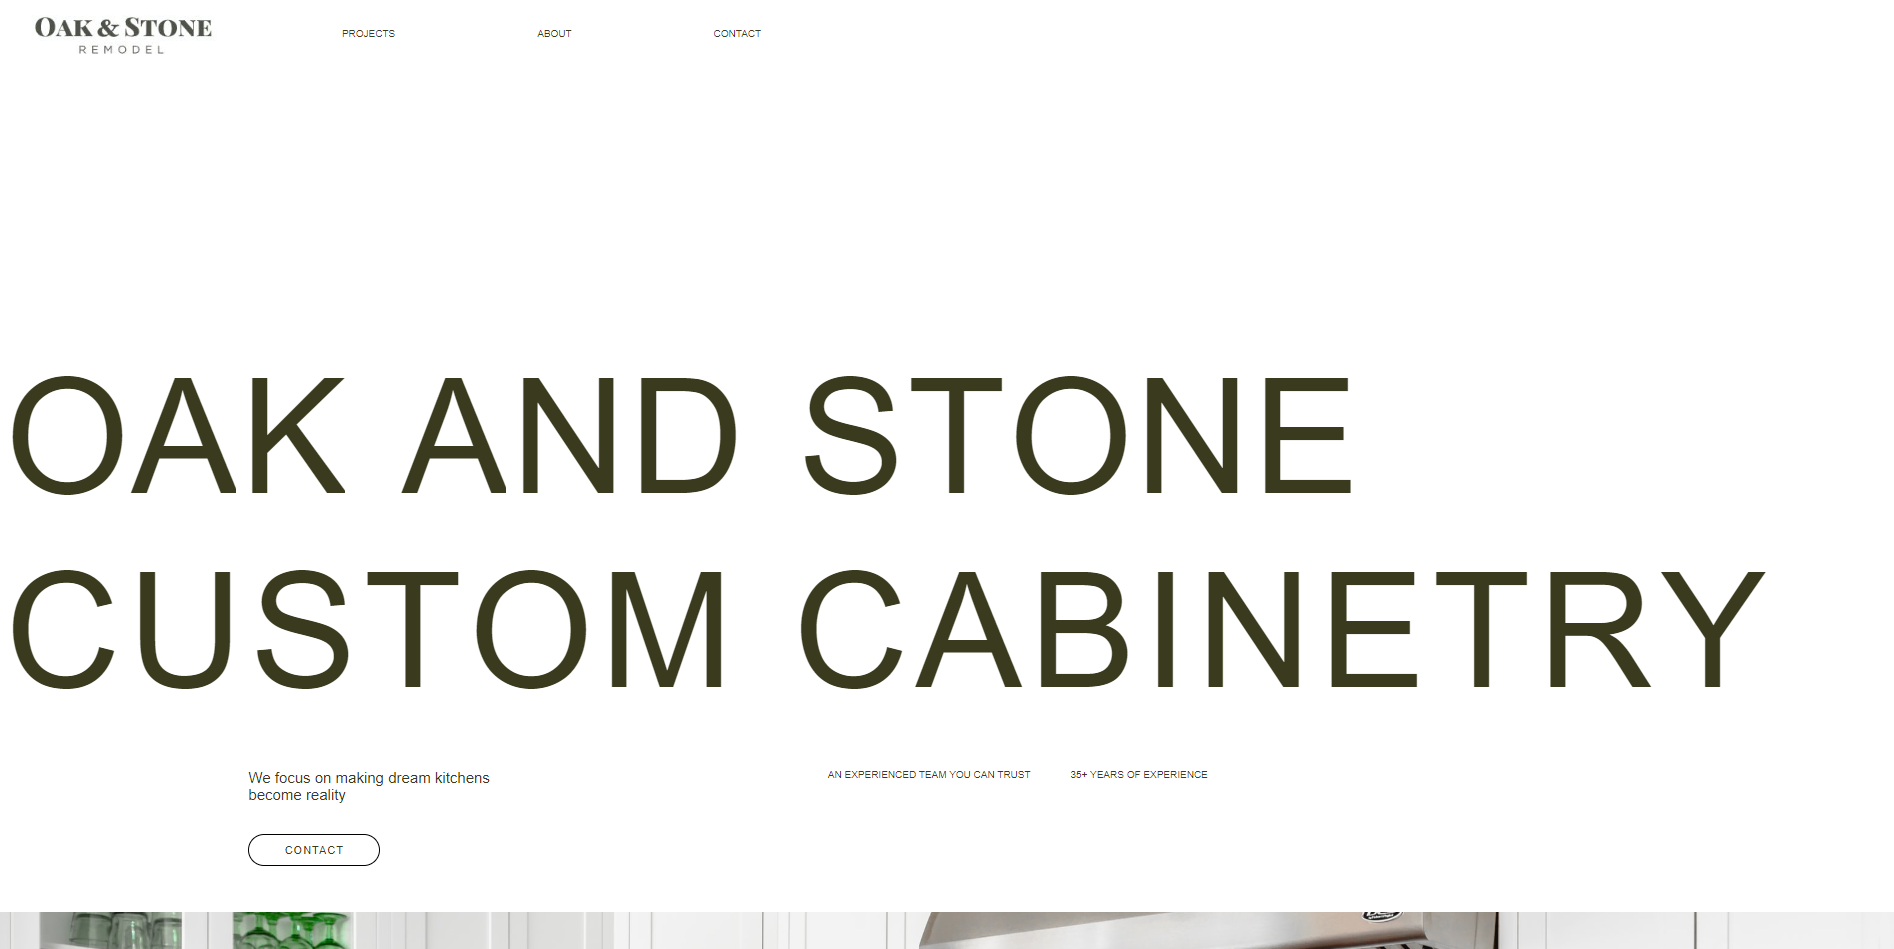 OAK & STONE
REMODEL
PROJECTS
ABOUT
CONTACT
OAK AND STONE
CUSTOM CABINETRY
We focus on making dream kitchens
become reality
AN EXPERIENCED TEAM YOU CAN TRUST
35+ YEARS OF EXPERIENCE
CONTACT